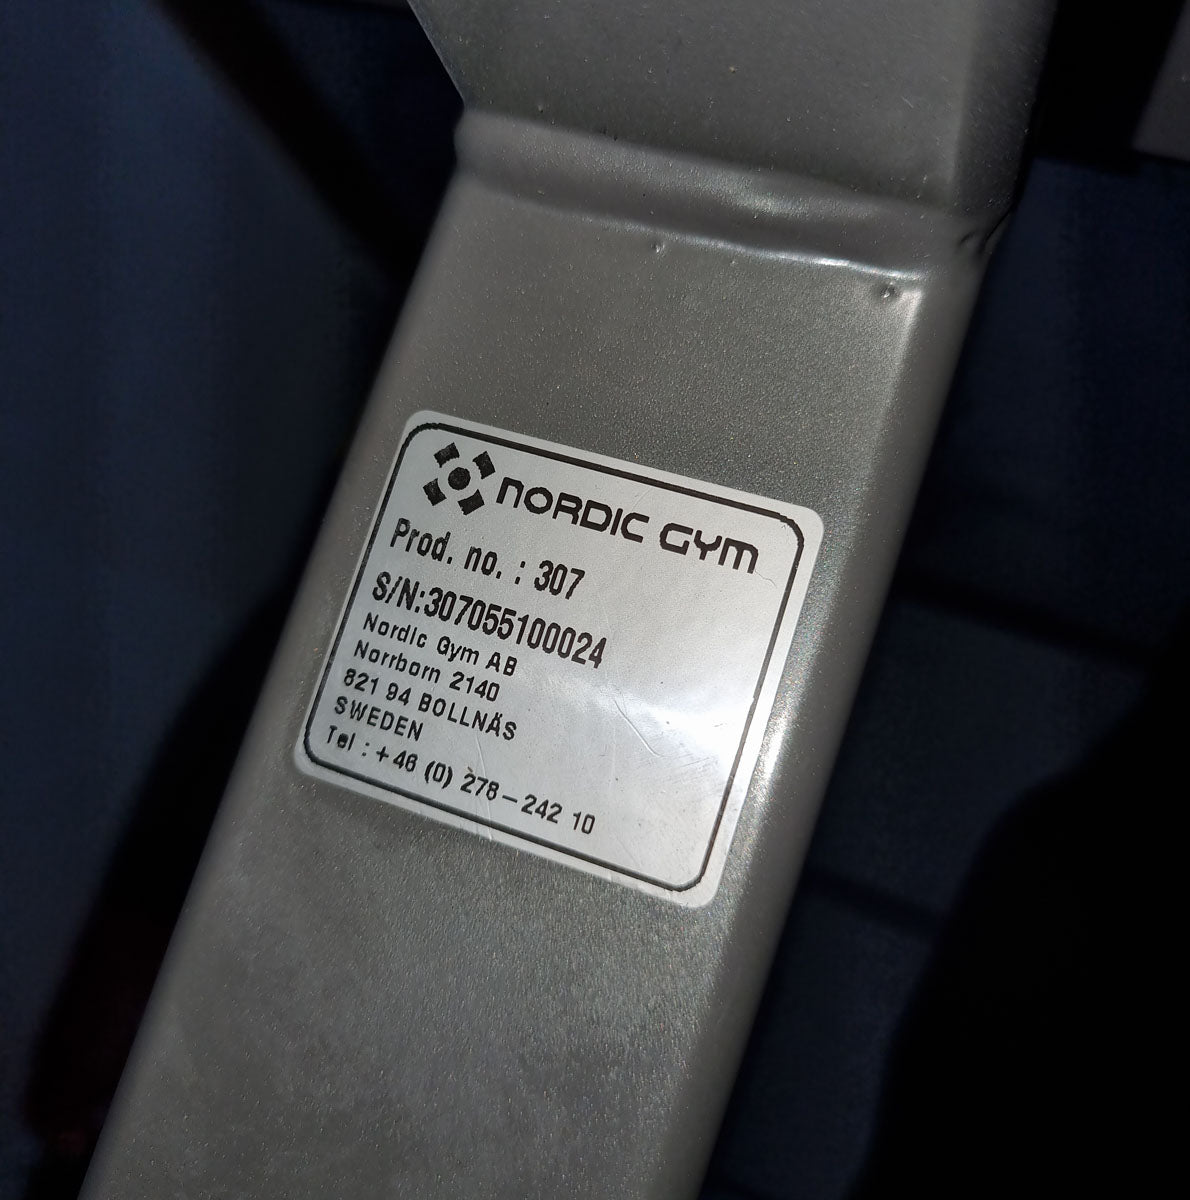 NORDIC GYM
Prod. no. : 307
S/N:307055100024
Nordic Gym AB
Norrborn 2140
821 94 BOLLNÄS
SWEDEN
Tel : +46 (0) 278-242 10